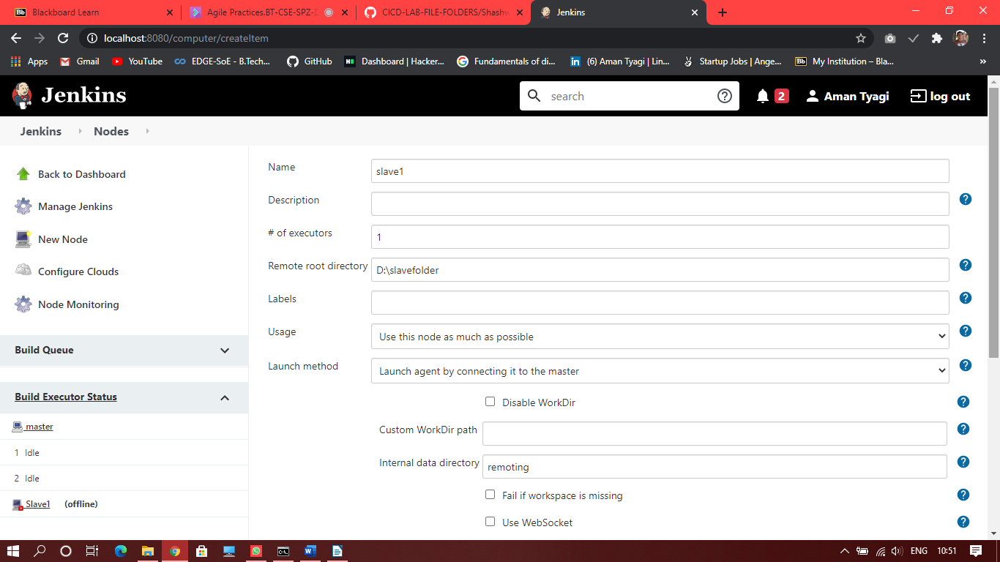 Blackboard Learn
Agile Practices.BT-CSE-SPZ-
CICD-LAB-FILE-FOLDERS/Shash
Jenkins
localhost:8080/computer/createItem
Apps
Gmail
YouTube
EDGE-SoE - B.Tech...
GitHub
Dashboard | Hacker...
Fundamentals of di...
(6) Aman Tyagi | Lin...
Startup Jobs | Ange...
My Institution – Bla...
»
Jenkins
search
2
Aman Tyagi
log out
Jenkins
Nodes
Back to Dashboard
Manage Jenkins
New Node
Configure Clouds
Node Monitoring
Build Queue
Build Executor Status
master
1 Idle
2 Idle
Slave1 (offline)
Name
slave1
Description
# of executors
1
Remote root directory
D:\slavefolder
Labels
Usage
Use this node as much as possible
Launch method
Launch agent by connecting it to the master
Disable WorkDir
Custom WorkDir path
Internal data directory
remoting
Fail if workspace is missing
Use WebSocket
ENG
10:51